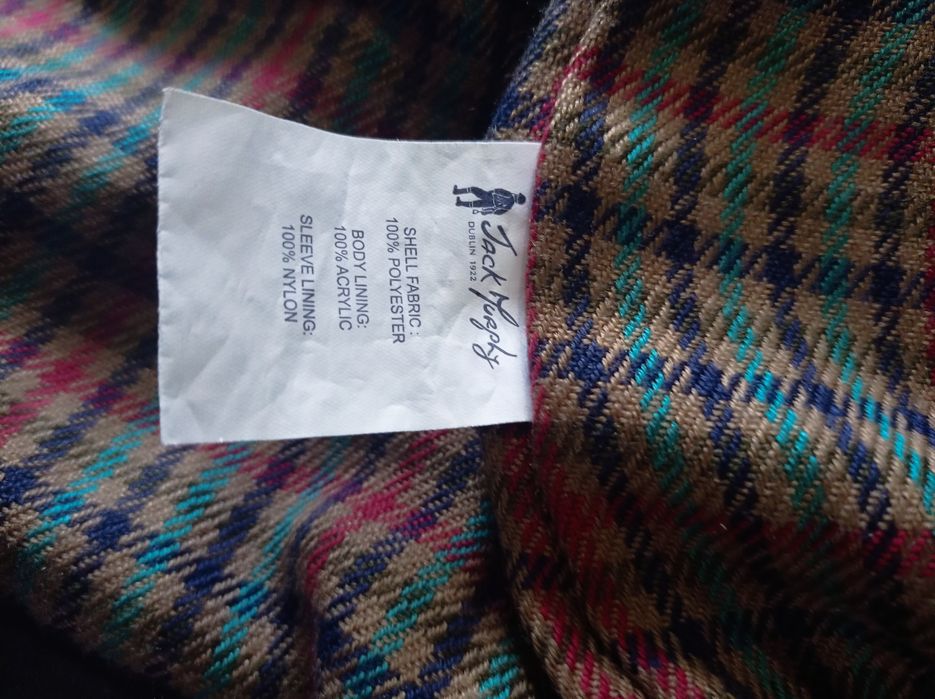 Jack Murphy
DUBLIN 1922
SHELL FABRIC :
100% POLYESTER
BODY LINING:
100% ACRYLIC
SLEEVE LINING:
100% NYLON